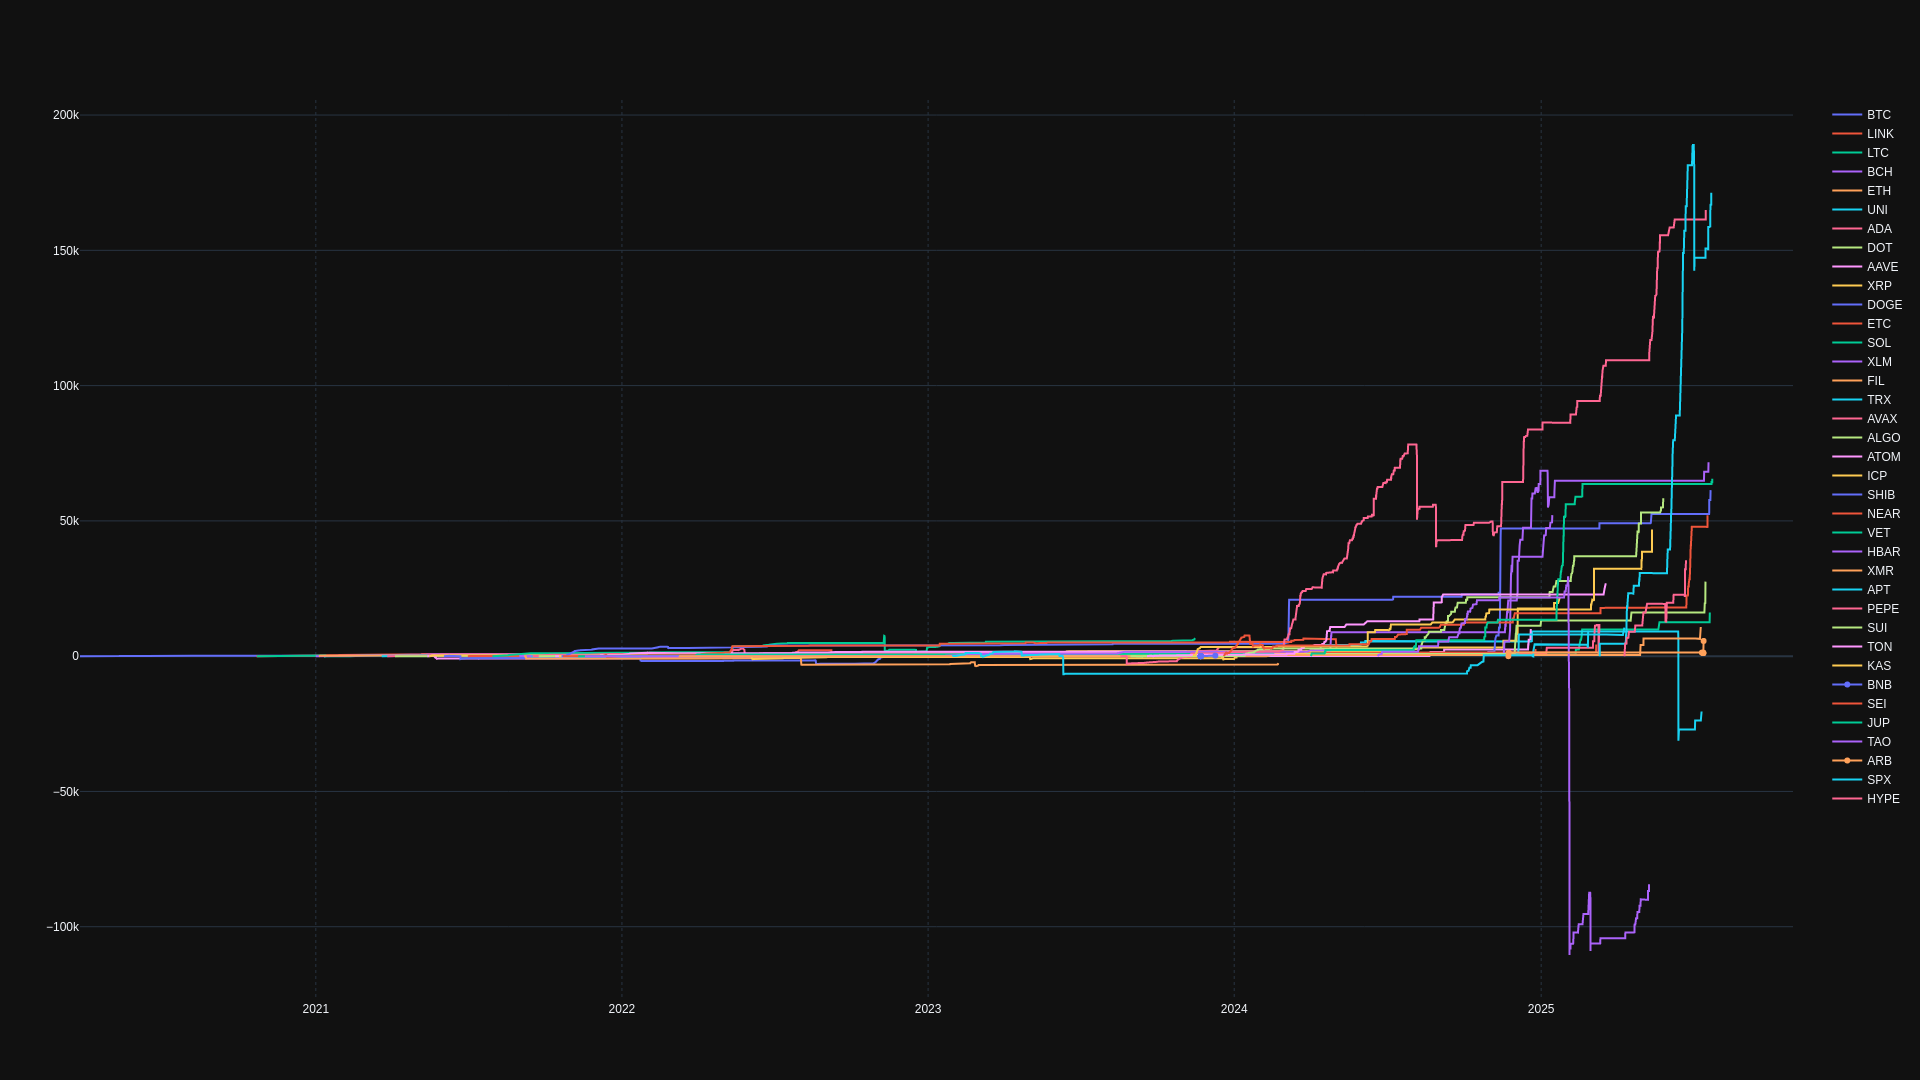 200k
150k
100k
50k
0
−50k
−100k
2021
2022
2023
2024
2025
BTC
LINK
LTC
BCH
ETH
UNI
ADA
DOT
AAVE
XRP
DOGE
ETC
SOL
XLM
FIL
TRX
AVAX
ALGO
ATOM
ICP
SHIB
NEAR
VET
HBAR
XMR
APT
PEPE
SUI
TON
KAS
BNB
SEI
JUP
TAO
ARB
SPX
HYPE